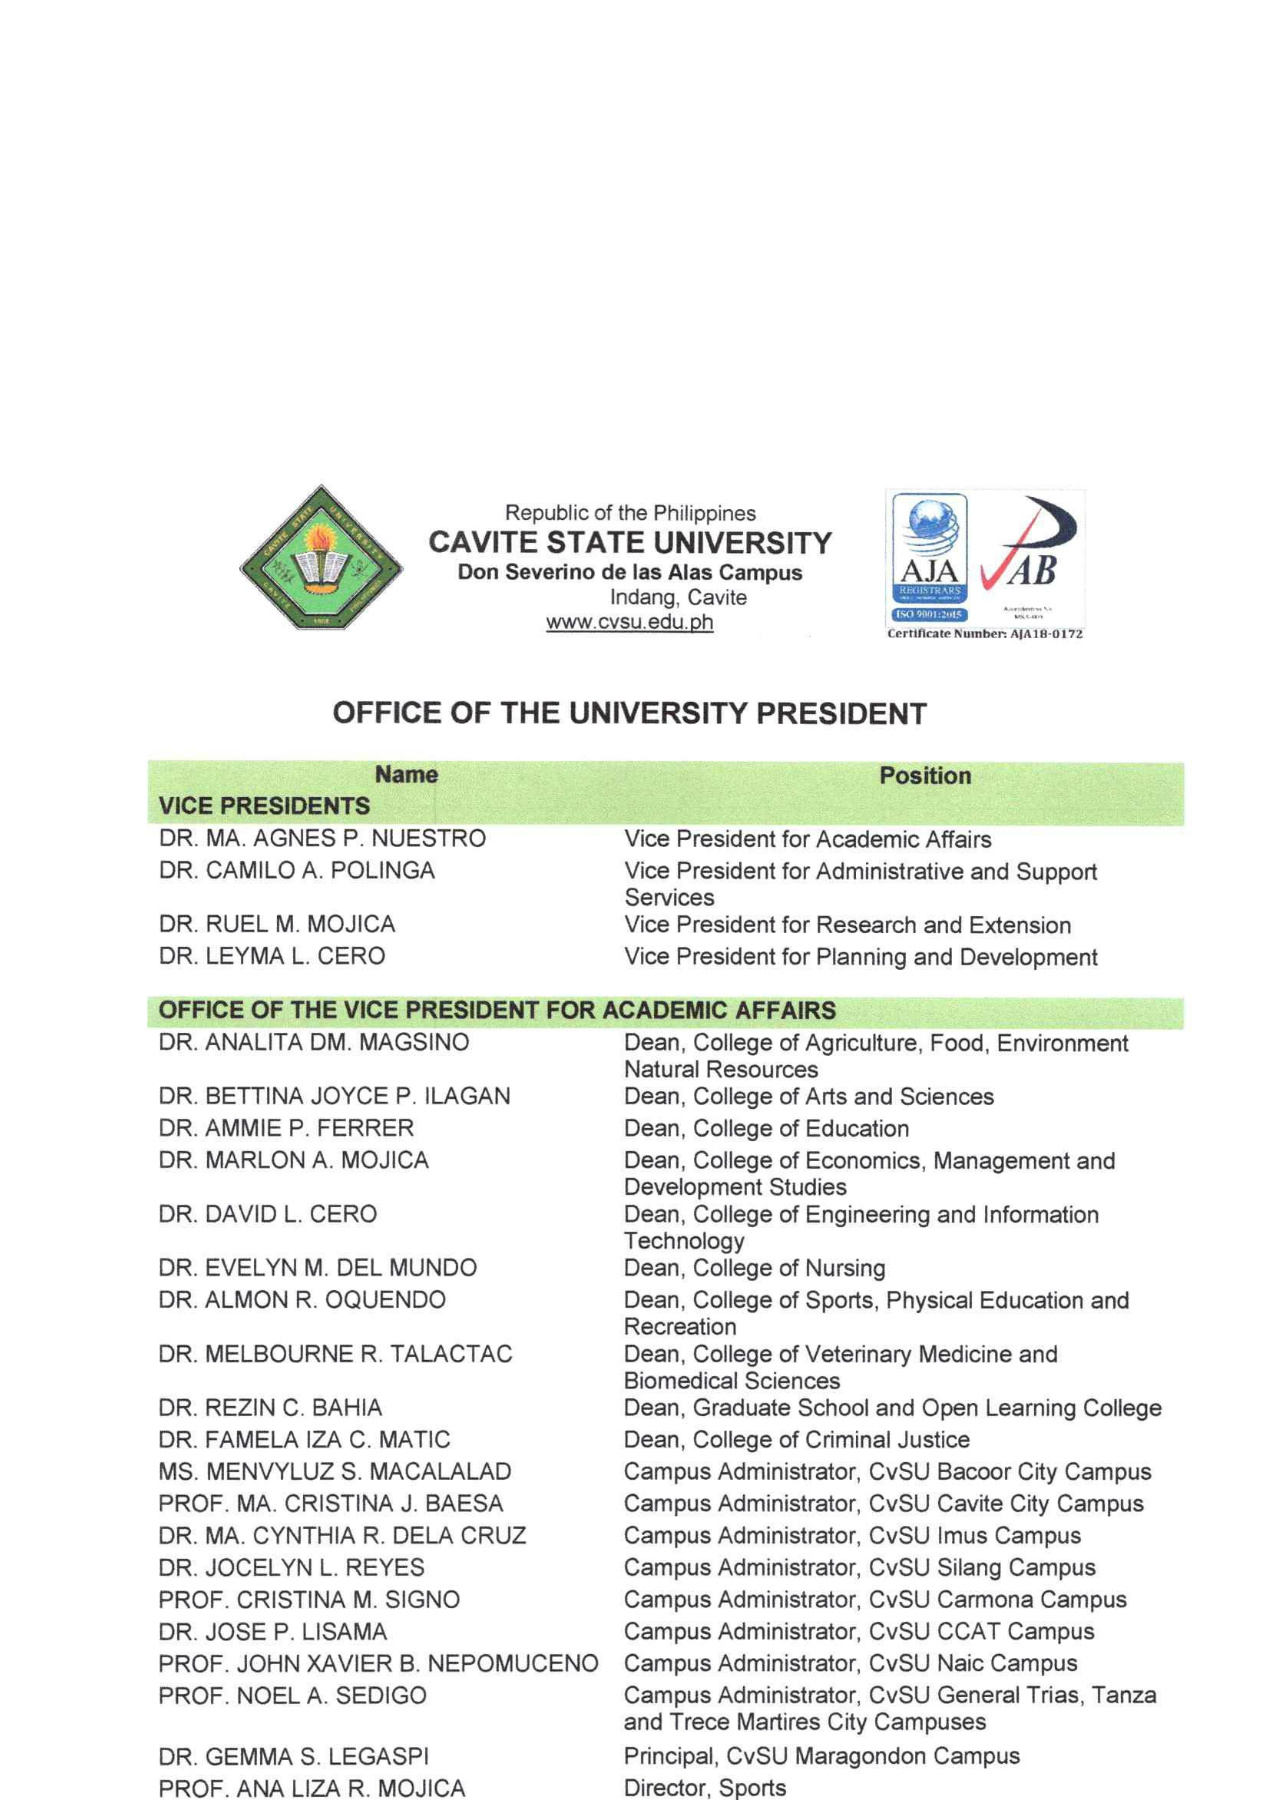 CAVITE STATE UNIVERSITY
CAVITE PHILIPPINES
1906
Republic of the Philippines
CAVITE STATE UNIVERSITY
Don Severino de las Alas Campus
Indang, Cavite
www.cvsu.edu.ph
AJA
REGISTRARS
ISO 9001:2015
PAB
Certificate Number: AJA18-0172
OFFICE OF THE UNIVERSITY PRESIDENT
Name Position
VICE PRESIDENTS
DR. MA. AGNES P. NUESTRO Vice President for Academic Affairs
DR. CAMILO A. POLINGA Vice President for Administrative and Support
Services
DR. RUEL M. MOJICA Vice President for Research and Extension
DR. LEYMA L. CERO Vice President for Planning and Development
OFFICE OF THE VICE PRESIDENT FOR ACADEMIC AFFAIRS
DR. ANALITA DM. MAGSINO Dean, College of Agriculture, Food, Environment
Natural Resources
DR. BETTINA JOYCE P. ILAGAN Dean, College of Arts and Sciences
DR. AMMIE P. FERRER Dean, College of Education
DR. MARLON A. MOJICA Dean, College of Economics, Management and
Development Studies
DR. DAVID L. CERO Dean, College of Engineering and Information
Technology
DR. EVELYN M. DEL MUNDO Dean, College of Nursing
DR. ALMON R. OQUENDO Dean, College of Sports, Physical Education and
Recreation
DR. MELBOURNE R. TALACTAC Dean, College of Veterinary Medicine and
Biomedical Sciences
DR. REZIN C. BAHIA Dean, Graduate School and Open Learning College
DR. FAMELA IZA C. MATIC Dean, College of Criminal Justice
MS. MENVYLUZ S. MACALALAD Campus Administrator, CvSU Bacoor City Campus
PROF. MA. CRISTINA J. BAESA Campus Administrator, CvSU Cavite City Campus
DR. MA. CYNTHIA R. DELA CRUZ Campus Administrator, CvSU Imus Campus
DR. JOCELYN L. REYES Campus Administrator, CvSU Silang Campus
PROF. CRISTINA M. SIGNO Campus Administrator, CvSU Carmona Campus
DR. JOSE P. LISAMA Campus Administrator, CvSU CCAT Campus
PROF. JOHN XAVIER B. NEPOMUCENO Campus Administrator, CvSU Naic Campus
PROF. NOEL A. SEDIGO Campus Administrator, CvSU General Trias, Tanza
and Trece Martires City Campuses
DR. GEMMA S. LEGASPI Principal, CvSU Maragondon Campus
PROF. ANA LIZA R. MOJICA Director, Sports